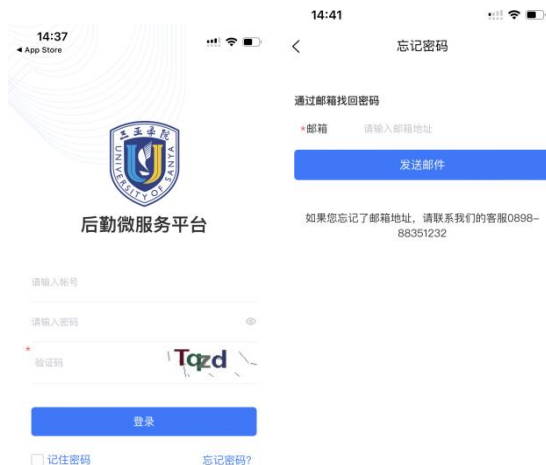 14:37
◀ App Store
三亚学院
UNIVERSITY OF SANYA
后勤微服务平台
请输入帐号
请输入密码
*
验证码
Tqzd
登录
记住密码
忘记密码?
14:41
忘记密码
通过邮箱找回密码
*邮箱 请输入邮箱地址
发送邮件
如果您忘记了邮箱地址，请联系我们的客服0898-
88351232